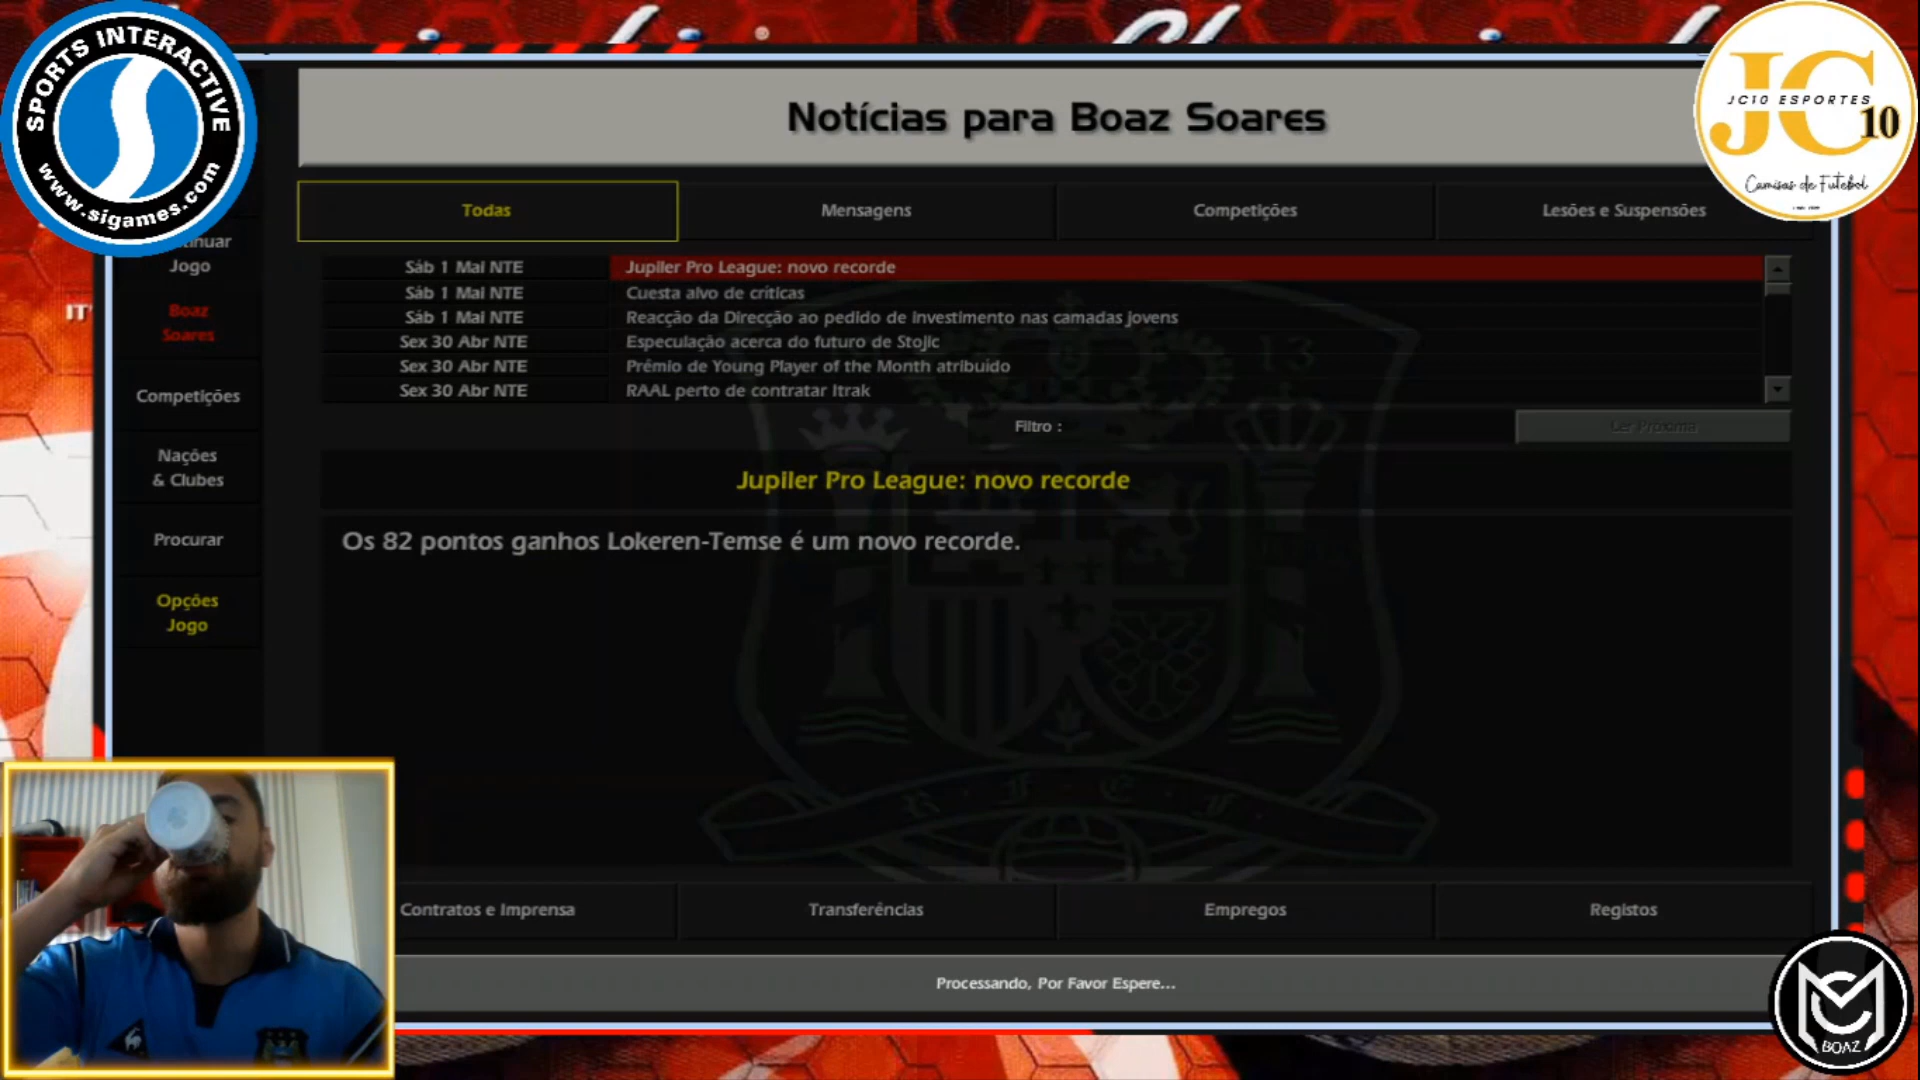 SPORTS INTERACTIVE
www.sigames.com
JC
10
JC10 ESPORTES
Camisas de Futebol
Notícias para Boaz Soares
Todas
Mensagens
Competições
Lesões e Suspensões
Jogo
Boaz
Soares
Competições
Nações
& Clubes
Procurar
Opções
Jogo
Sáb 1 Mai NTE Jupiler Pro League: novo recorde
Sáb 1 Mai NTE Cuesta alvo de críticas
Sáb 1 Mai NTE Reacção da Direcção ao pedido de investimento nas camadas jovens
Sex 30 Abr NTE Especulação acerca do futuro de Stojic
Sex 30 Abr NTE Prémio de Young Player of the Month atribuído
Sex 30 Abr NTE RAAL perto de contratar Itrak
Filtro :
Ler Próxima
Jupiler Pro League: novo recorde
Os 82 pontos ganhos Lokeren-Temse é um novo recorde.
Contratos e Imprensa
Transferências
Empregos
Registos
Processando, Por Favor Espere...
BOAZ